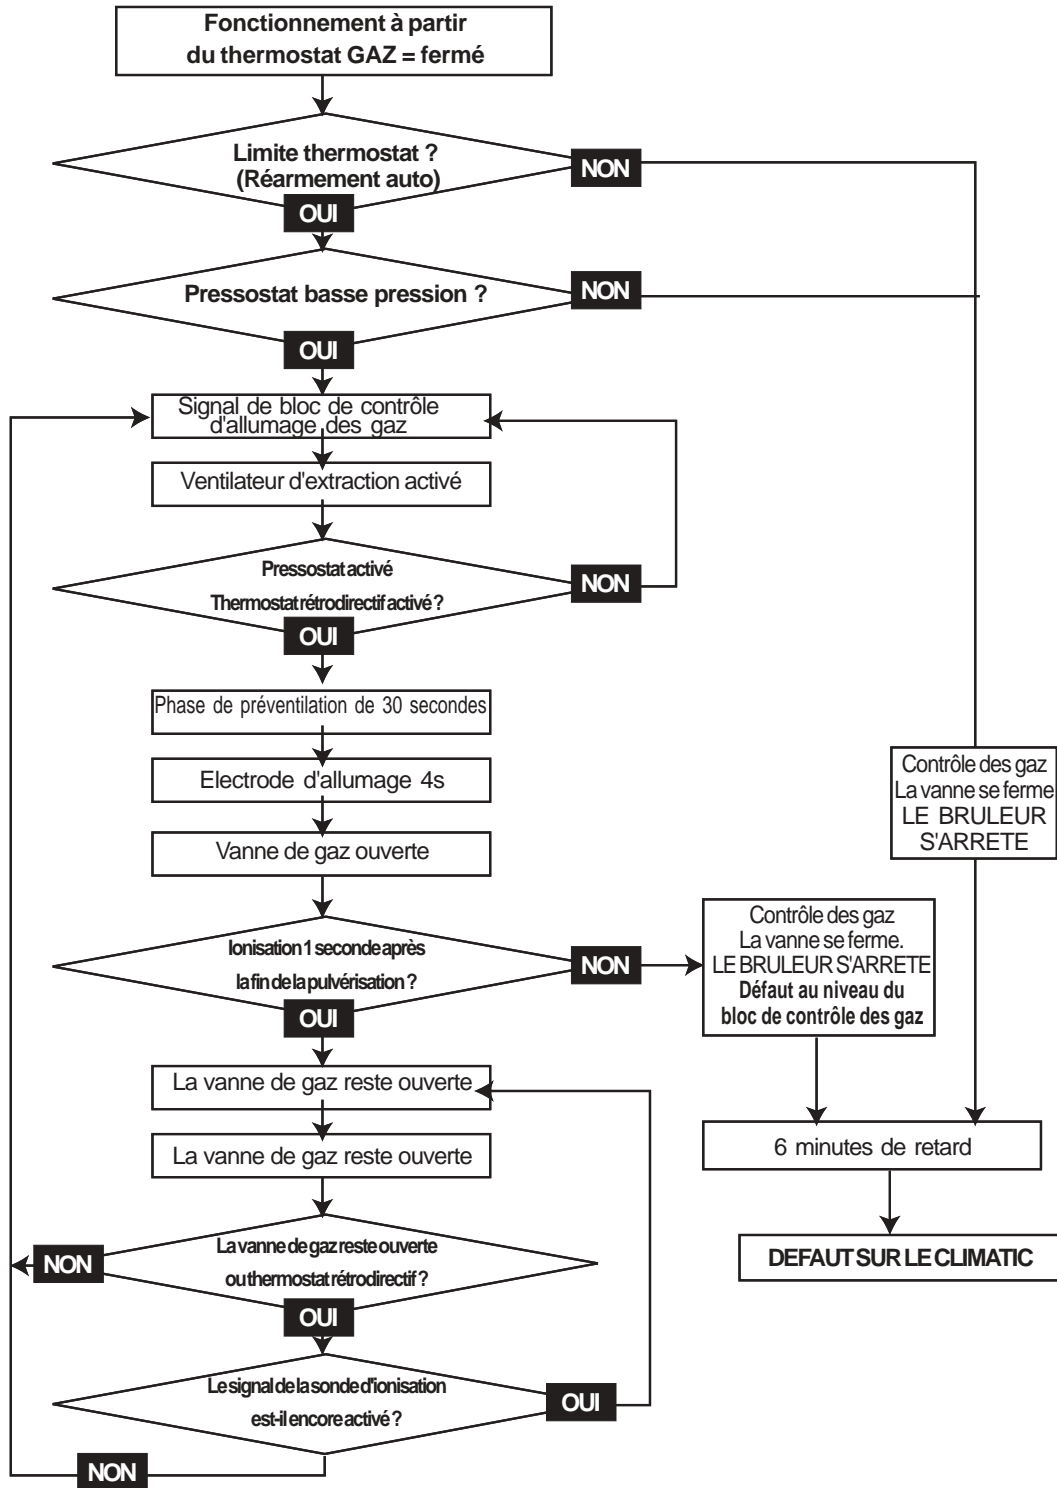 Fonctionnement à partir
du thermostat GAZ = fermé
Limite thermostat ?
(Réarmement auto)
NON
OUI
Pressostat basse pression ?
NON
OUI
Signal de bloc de contrôle
d'allumage des gaz
Ventilateur d'extraction activé
Pressostat activé
Thermostat rétrodirectif activé ?
NON
OUI
Phase de préventilation de 30 secondes
Electrode d'allumage 4s
Vanne de gaz ouverte
Contrôle des gaz
La vanne se ferme
LE BRULEUR
S'ARRETE
Ionisation 1 seconde après
la fin de la pulvérisation ?
NON
OUI
Contrôle des gaz
La vanne se ferme.
LE BRULEUR S'ARRETE
Défaut au niveau du
bloc de contrôle des gaz
La vanne de gaz reste ouverte
La vanne de gaz reste ouverte
6 minutes de retard
La vanne de gaz reste ouverte
ou thermostat rétrodirectif ?
NON
OUI
DEFAUT SUR LE CLIMATIC
Le signal de la sonde d'ionisation
est-il encore activé ?
OUI
NON